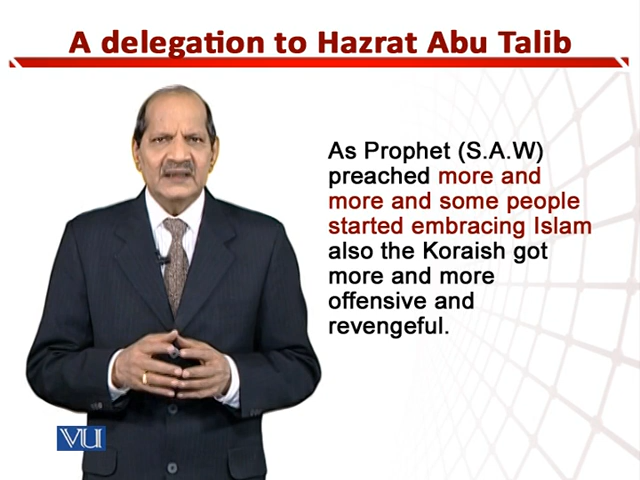 A delegation to Hazrat Abu Talib
As Prophet (S.A.W)
preached more and
more and some people
started embracing Islam
also the Koraish got
more and more
offensive and
revengeful.
VU